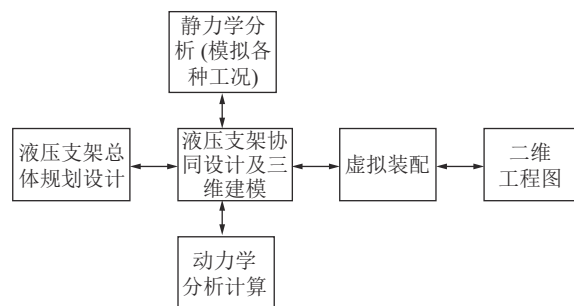 静力学分
析 (模拟各
种工况)
液压支架总
体规划设计
液压支架协
同设计及三
维建模
虚拟装配
二维
工程图
动力学
分析计算